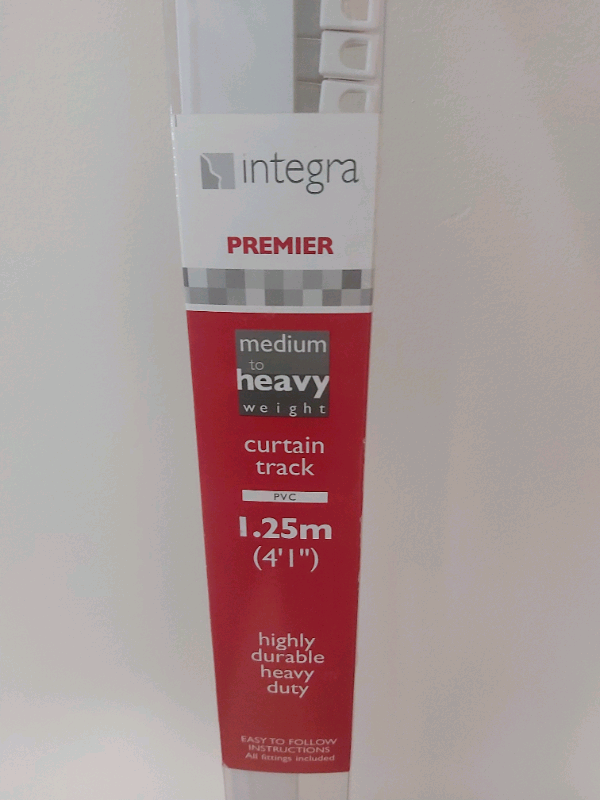 integra
PREMIER
medium
to
heavy
weight
curtain
track
PVC
1.25m
(4'1")
highly
durable
heavy
duty
EASY TO FOLLOW
INSTRUCTIONS
All fittings included